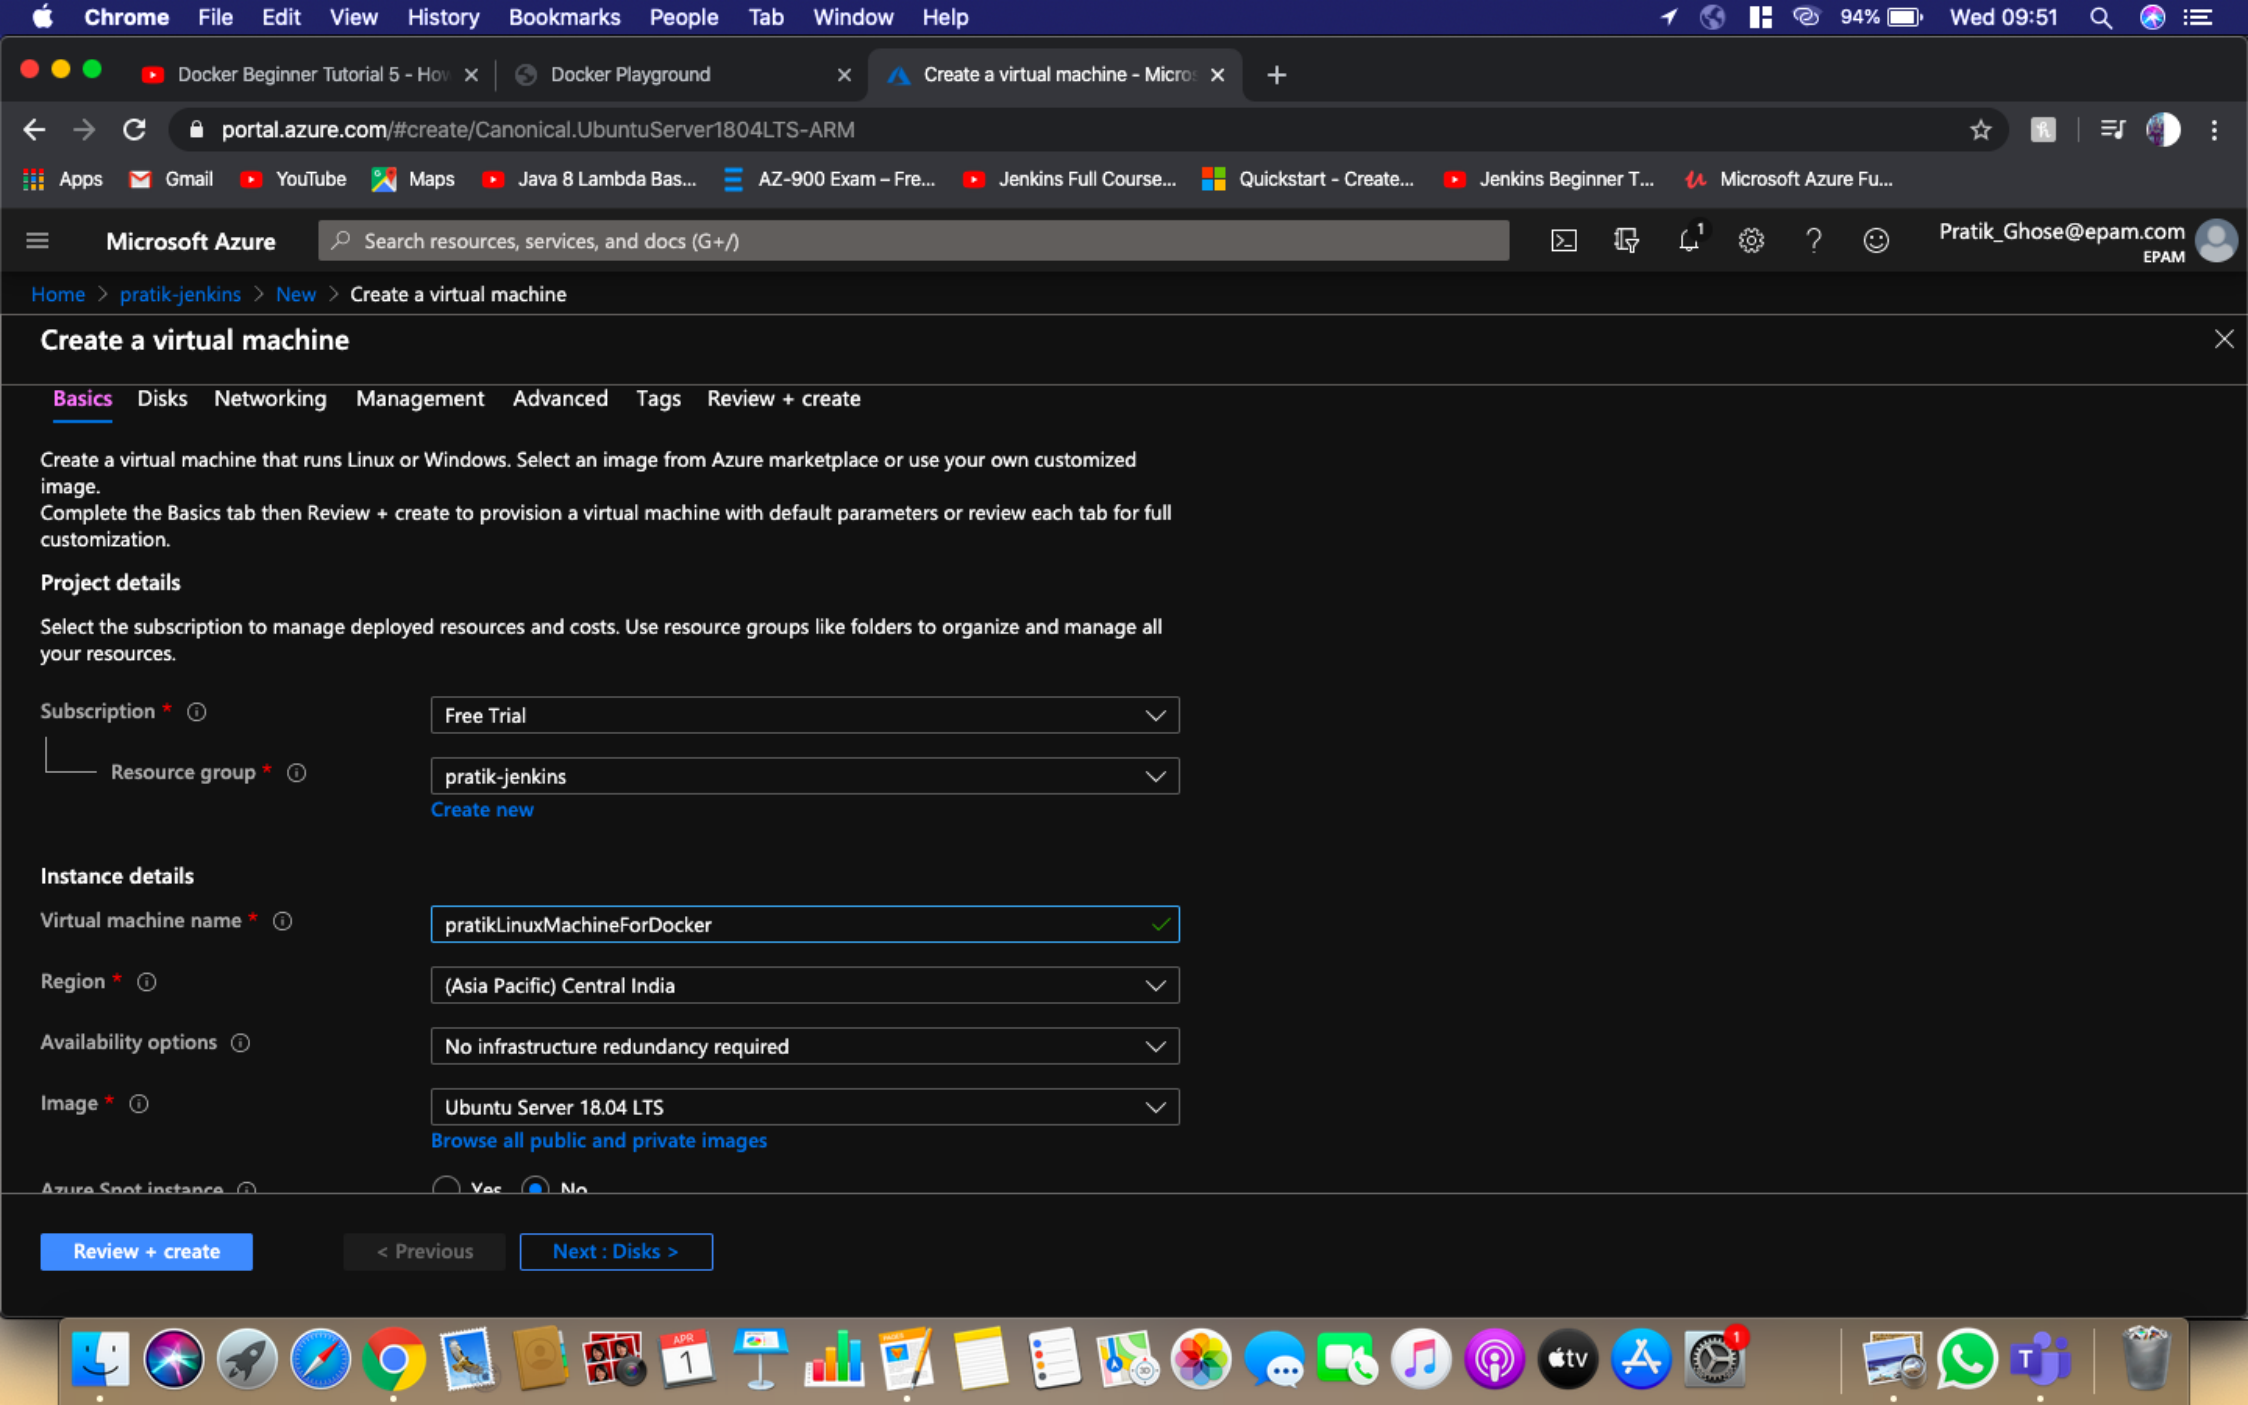 Chrome File Edit View History Bookmarks People Tab Window Help 94% Wed 09:51
Docker Beginner Tutorial 5 - How
Docker Playground
Create a virtual machine - Micros
portal.azure.com/#create/Canonical.UbuntuServer1804LTS-ARM
Apps Gmail YouTube Maps Java 8 Lambda Bas... AZ-900 Exam – Fre... Jenkins Full Course... Quickstart - Create... Jenkins Beginner T... Microsoft Azure Fu...
Microsoft Azure
Search resources, services, and docs (G+/)
1
Pratik_Ghose@epam.com
EPAM
Home > pratik-jenkins > New > Create a virtual machine
Create a virtual machine
Basics Disks Networking Management Advanced Tags Review + create
Create a virtual machine that runs Linux or Windows. Select an image from Azure marketplace or use your own customized
image.
Complete the Basics tab then Review + create to provision a virtual machine with default parameters or review each tab for full
customization.
Project details
Select the subscription to manage deployed resources and costs. Use resource groups like folders to organize and manage all
your resources.
Subscription *
Free Trial
Resource group *
pratik-jenkins
Create new
Instance details
Virtual machine name *
pratikLinuxMachineForDocker
Region *
(Asia Pacific) Central India
Availability options
No infrastructure redundancy required
Image *
Ubuntu Server 18.04 LTS
Browse all public and private images
Azure Spot instance
Yes No
Review + create
< Previous
Next : Disks >
APR
1
PAGES
3D
tv
1
T